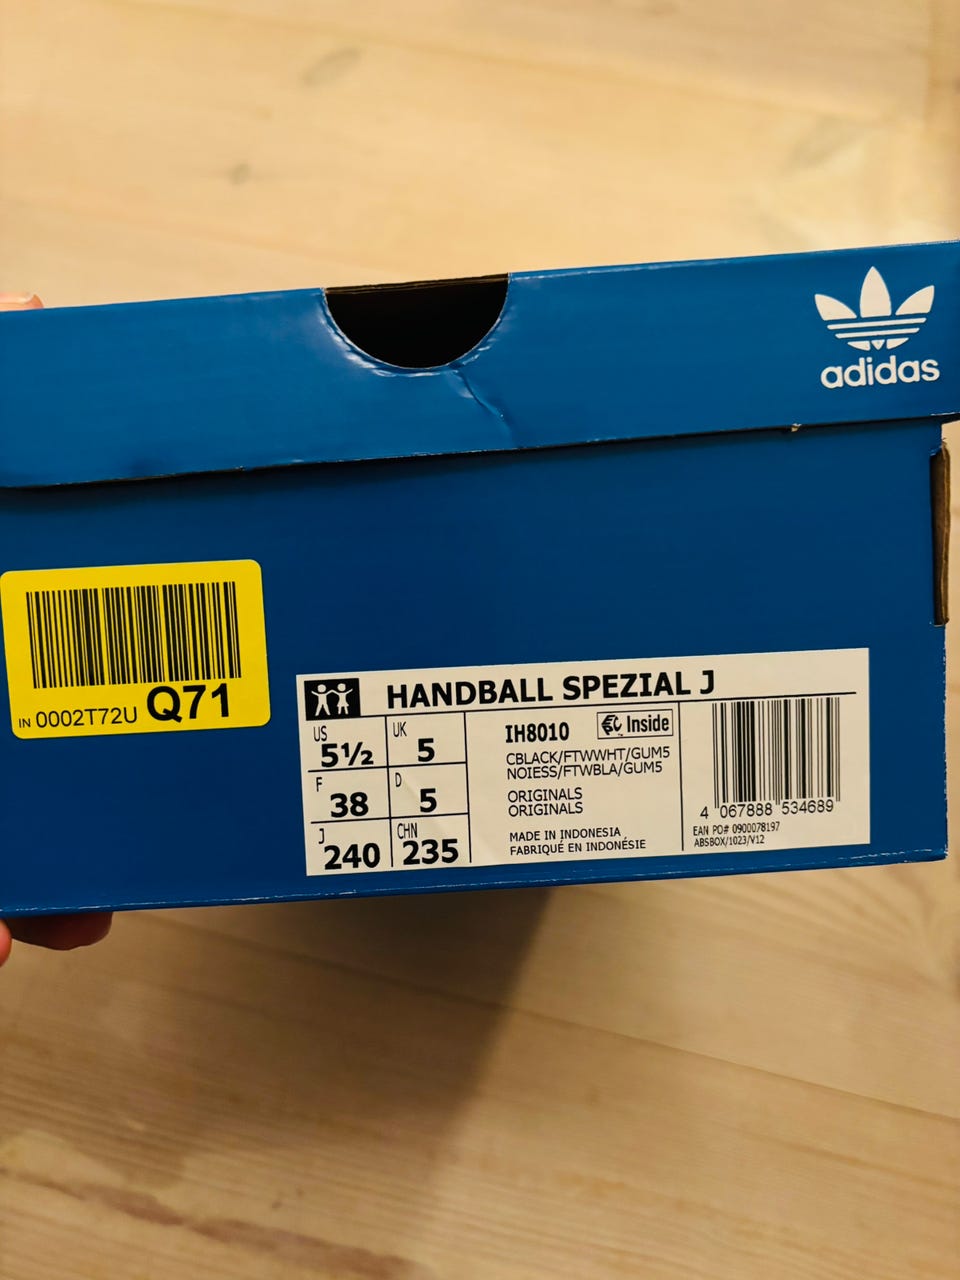 adidas
IN 0002T72U Q71
HANDBALL SPEZIAL J
US 5½
UK 5
F 38
D 5
J 240
CHN 235
IH8010
Inside
CBLACK/FTWWHT/GUM5
NOIESS/FTWBLA/GUM5
ORIGINALS
ORIGINALS
MADE IN INDONESIA
FABRIQUÉ EN INDONÉSIE
4 067888 534689
EAN PO# 0900078197
ABSBOX/1023/V12